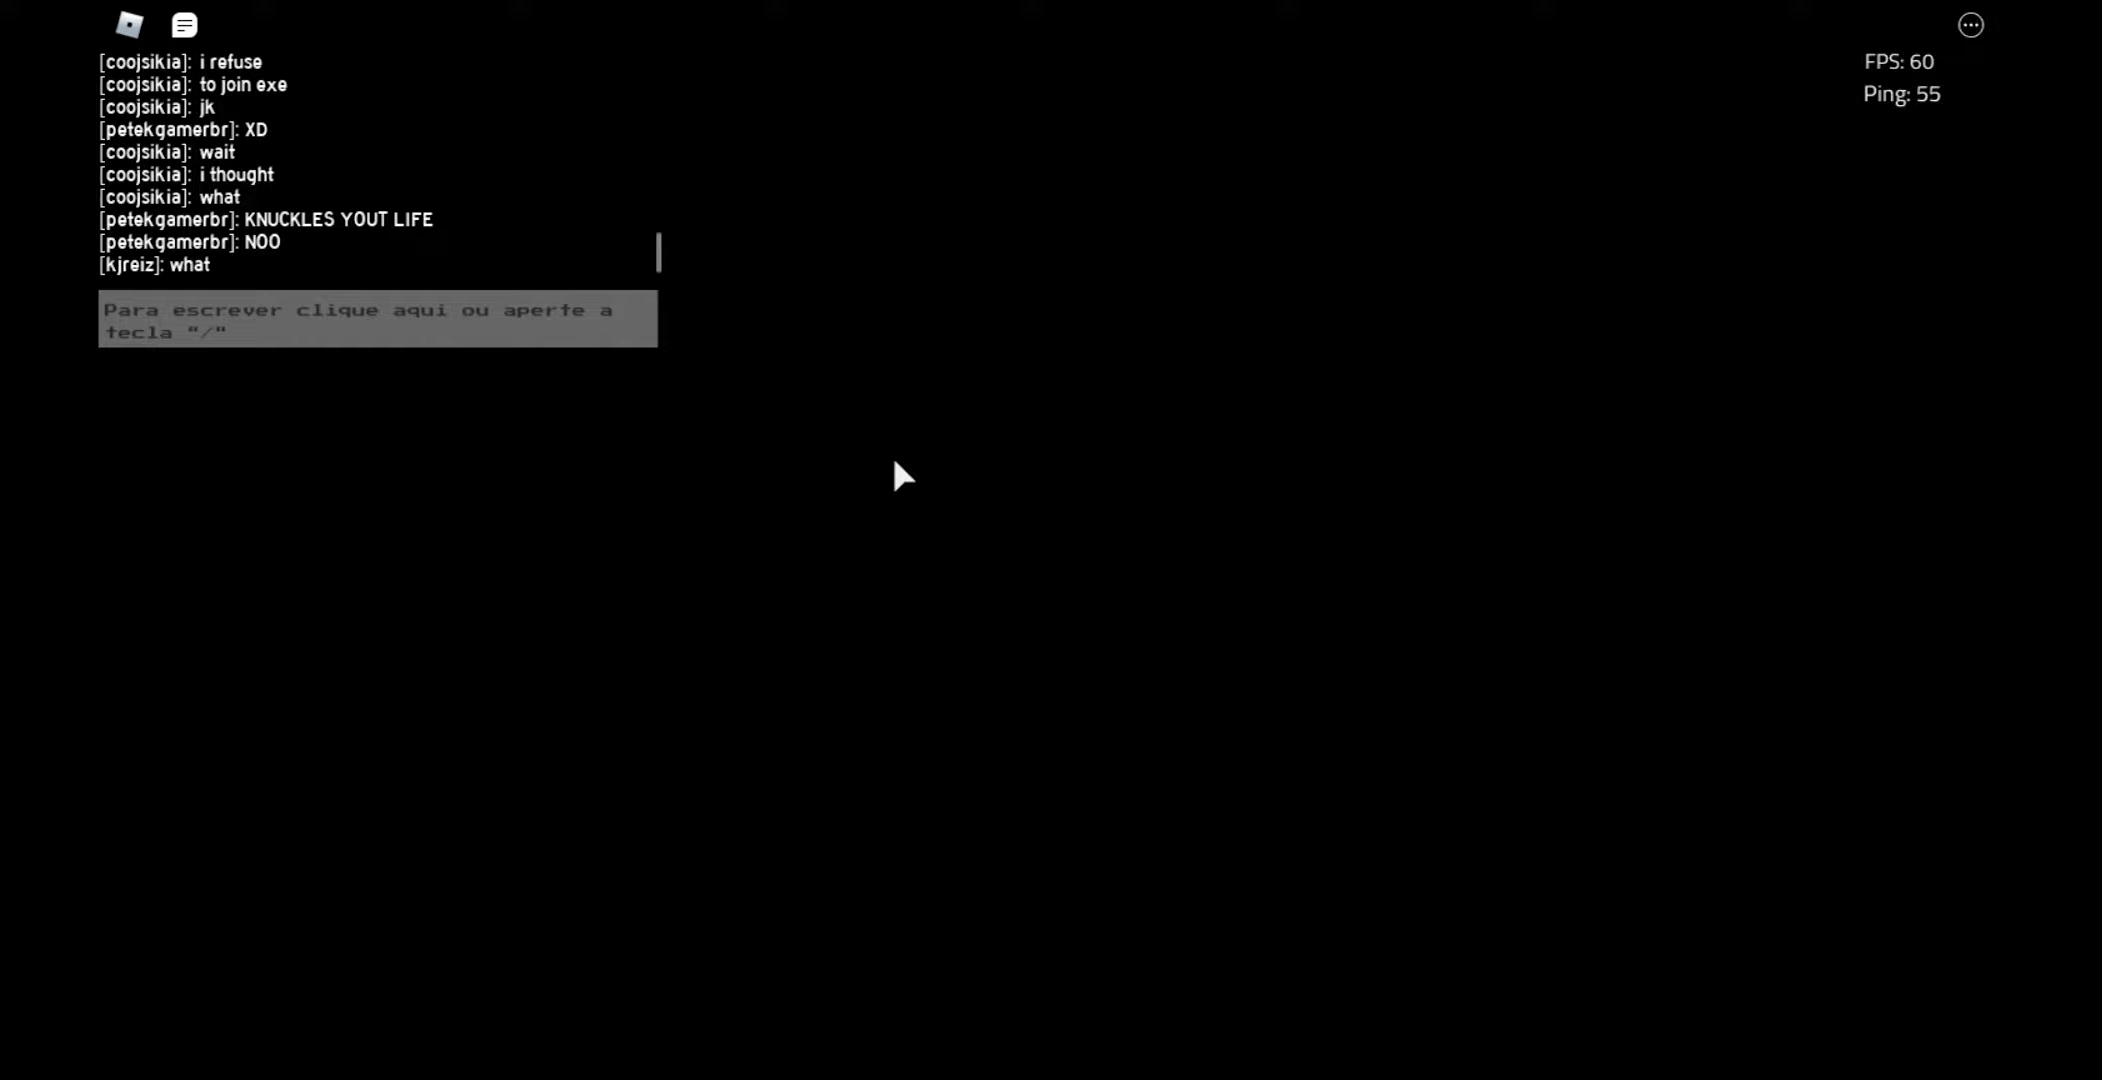 [coojsikia]: i refuse
FPS: 60
[coojsikia]: to join exe
Ping: 55
[coojsikia]: jk
[petekgamerbr]: XD
[coojsikia]: wait
[coojsikia]: i thought
[coojsikia]: what
[petekgamerbr]: KNUCKLES YOUT LIFE
[petekgamerbr]: NOO
[kjreiz]: what
Para escrever clique aqui ou aperte a
tecla "/"